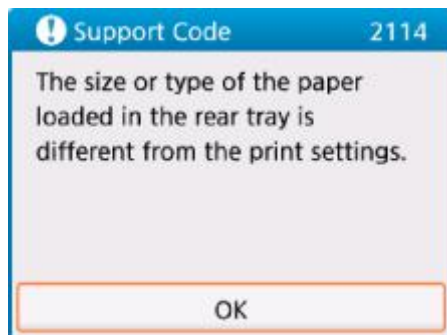 Support Code 2114
The size or type of the paper
loaded in the rear tray is
different from the print settings.
OK